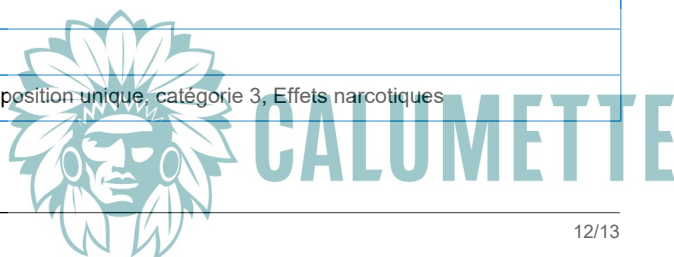 position unique, catégorie 3, Effets narcotiques
CALUMETTE
12/13